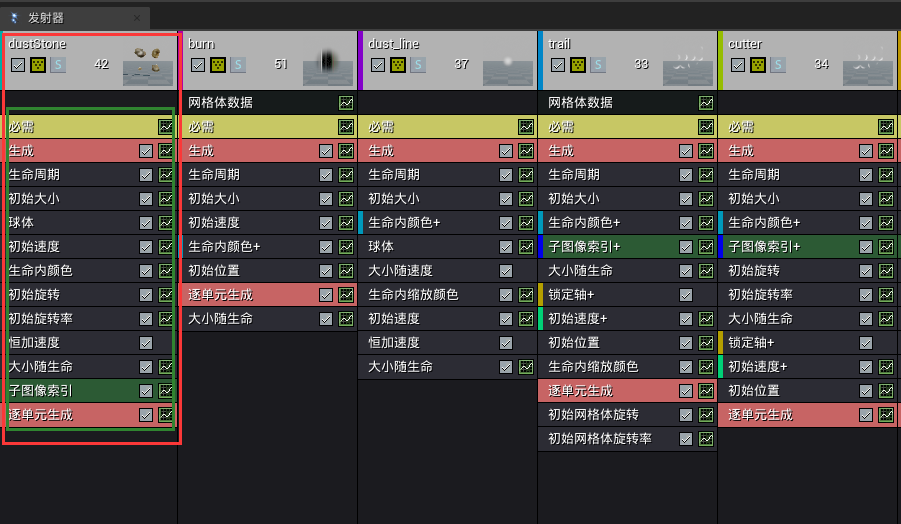 发射器
dustStone
42
S
必需
生成
生命周期
初始大小
球体
初始速度
生命内颜色
初始旋转
初始旋转率
恒加速度
大小随生命
子图像索引
逐单元生成
burn
51
S
网格体数据
必需
生成
生命周期
初始大小
初始速度
生命内颜色+
初始位置
逐单元生成
大小随生命
dust_line
37
S
必需
生成
生命周期
初始大小
生命内颜色+
球体
大小随速度
生命内缩放颜色
初始速度
恒加速度
大小随生命
trail
33
S
网格体数据
必需
生成
生命周期
初始大小
生命内颜色+
子图像索引+
大小随生命
锁定轴+
初始速度+
初始位置
生命内缩放颜色
逐单元生成
初始网格体旋转
初始网格体旋转率
cutter
34
S
必需
生成
生命周期
初始大小
生命内颜色+
子图像索引+
初始旋转
初始旋转率
大小随生命
锁定轴+
初始速度+
初始位置
逐单元生成